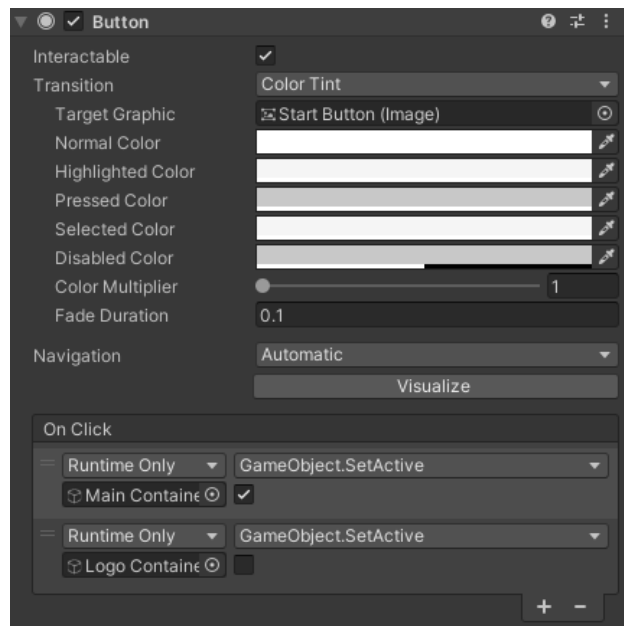 Button
Interactable
Transition Color Tint
Target Graphic Start Button (Image)
Normal Color
Highlighted Color
Pressed Color
Selected Color
Disabled Color
Color Multiplier 1
Fade Duration 0.1
Navigation Automatic
Visualize
On Click
Runtime Only GameObject.SetActive
Main Containe
Runtime Only GameObject.SetActive
Logo Containe